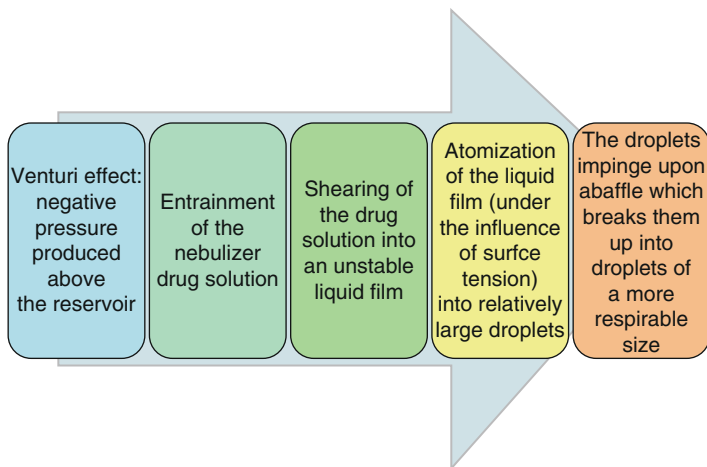 Venturi effect:
negative
pressure
produced
above
the reservoir
Entrainment
of the
nebulizer
drug solution
Shearing of
the drug
solution into
an unstable
liquid film
Atomization
of the liquid
film (under
the influence
of surfce
tension)
into relatively
large droplets
The droplets
impinge upon
abaffle which
breaks them
up into
droplets of
a more
respirable
size